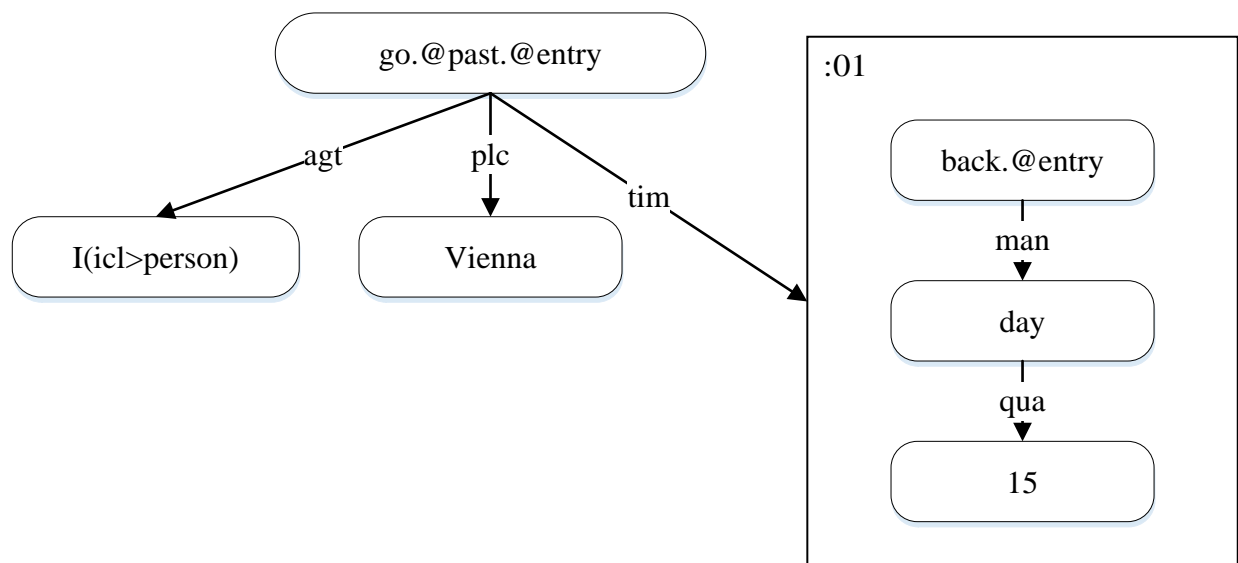 go.@past.@entry
:01
agt
plc
tim
I(icl>person)
Vienna
back.@entry
man
day
qua
15